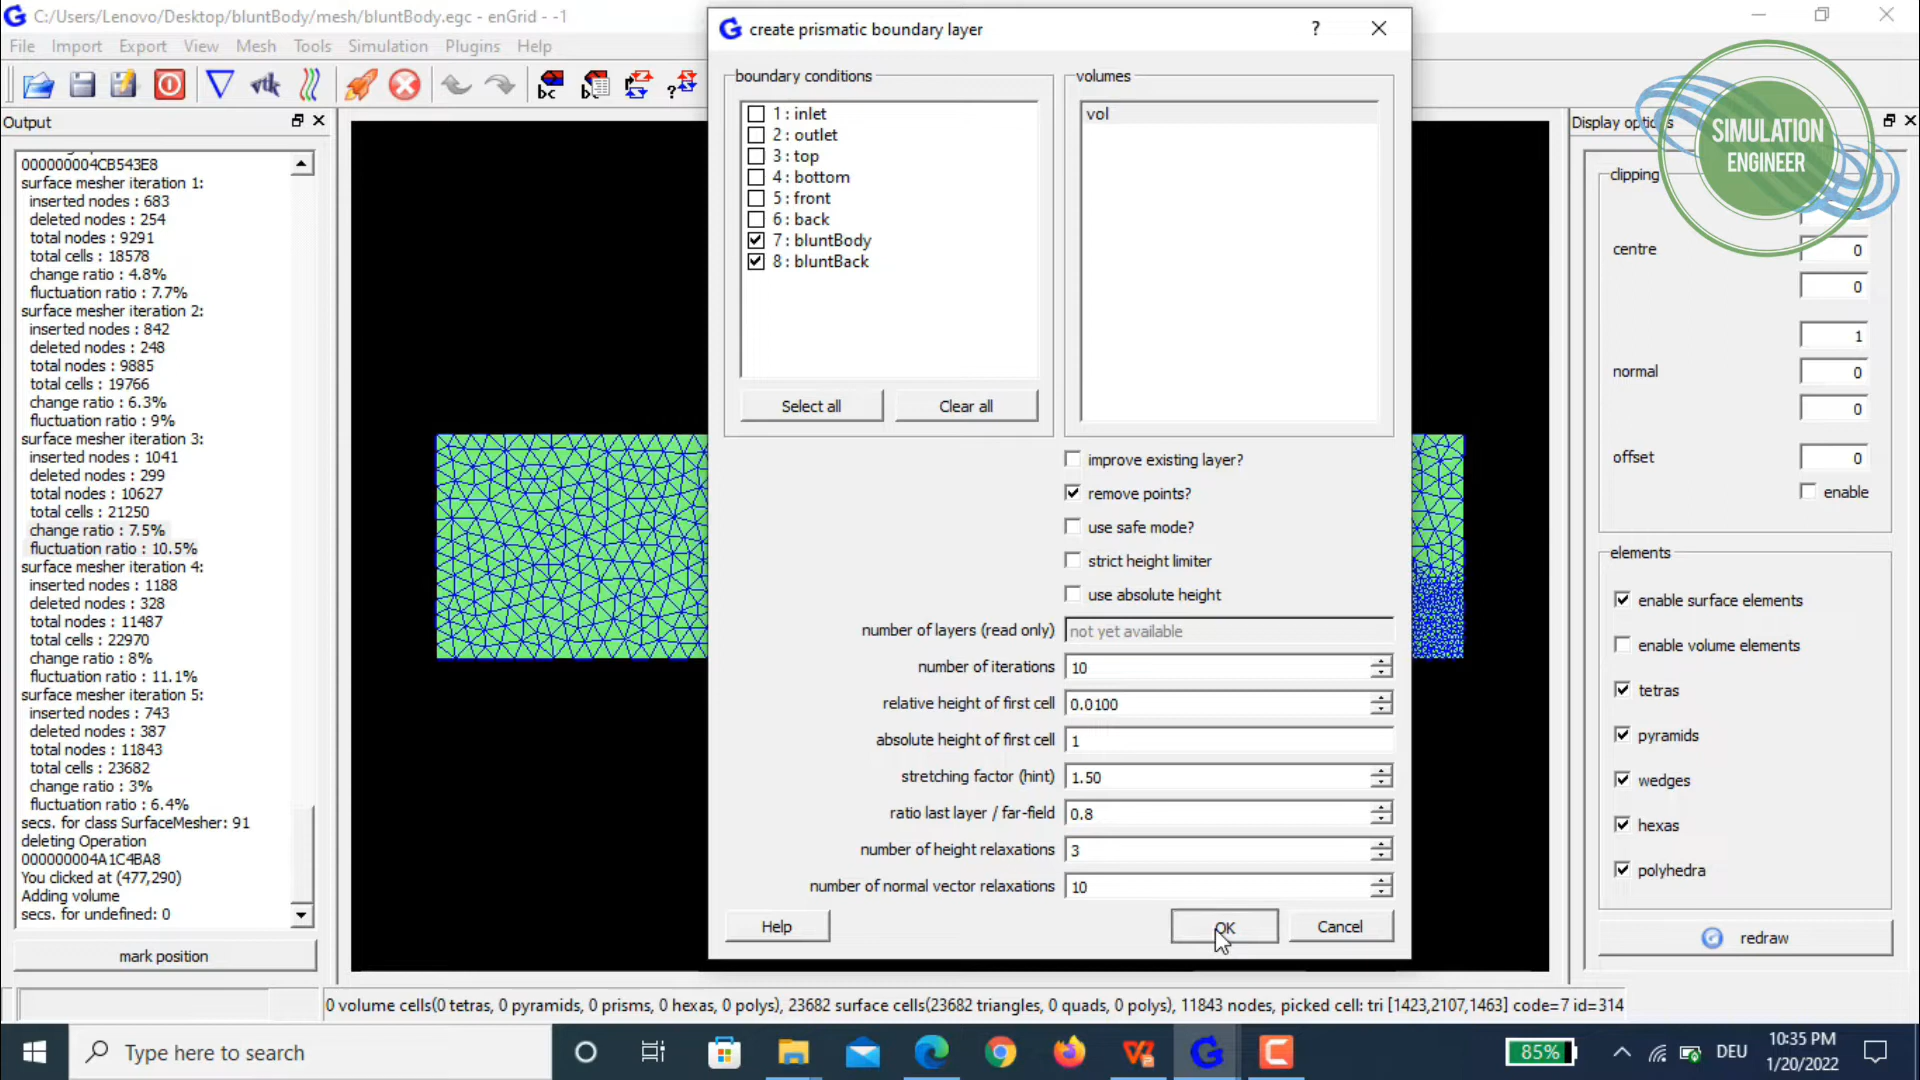 C:/Users/Lenovo/Desktop/bluntBody/mesh/bluntBody.egc - enGrid - -1
File Import Export View Mesh Tools Simulation Plugins Help
vtk
bc
bc
?
Output
000000004CB543E8
surface mesher iteration 1:
inserted nodes : 683
deleted nodes : 254
total nodes : 9291
total cells : 18578
change ratio : 4.8%
fluctuation ratio : 7.7%
surface mesher iteration 2:
inserted nodes : 842
deleted nodes : 248
total nodes : 9885
total cells : 19766
change ratio : 6.3%
fluctuation ratio : 9%
surface mesher iteration 3:
inserted nodes : 1041
deleted nodes : 299
total nodes : 10627
total cells : 21250
change ratio : 7.5%
fluctuation ratio : 10.5%
surface mesher iteration 4:
inserted nodes : 1188
deleted nodes : 328
total nodes : 11487
total cells : 22970
change ratio : 8%
fluctuation ratio : 11.1%
surface mesher iteration 5:
inserted nodes : 743
deleted nodes : 387
total nodes : 11843
total cells : 23682
change ratio : 3%
fluctuation ratio : 6.4%
secs. for class SurfaceMesher: 91
deleting Operation
000000004A1C4BA8
You clicked at (477,290)
Adding volume
secs. for undefined: 0
mark position
create prismatic boundary layer
?
boundary conditions
1 : inlet
2 : outlet
3 : top
4 : bottom
5 : front
6 : back
7 : bluntBody
8 : bluntBack
Select all
Clear all
volumes
vol
improve existing layer?
remove points?
use safe mode?
strict height limiter
use absolute height
number of layers (read only) not yet available
number of iterations 10
relative height of first cell 0.0100
absolute height of first cell 1
stretching factor (hint) 1.50
ratio last layer / far-field 0.8
number of height relaxations 3
number of normal vector relaxations 10
Help
OK
Cancel
Display
SIMULATION
ENGINEER
clipping
centre 0
0
1
normal 0
0
offset 0
enable
elements
enable surface elements
enable volume elements
tetras
pyramids
wedges
hexas
polyhedra
redraw
0 volume cells(0 tetras, 0 pyramids, 0 prisms, 0 hexas, 0 polys), 23682 surface cells(23682 triangles, 0 quads, 0 polys), 11843 nodes, picked cell: tri [1423,2107,1463] code=7 id=314
Type here to search
85%
DEU
10:35 PM
1/20/2022